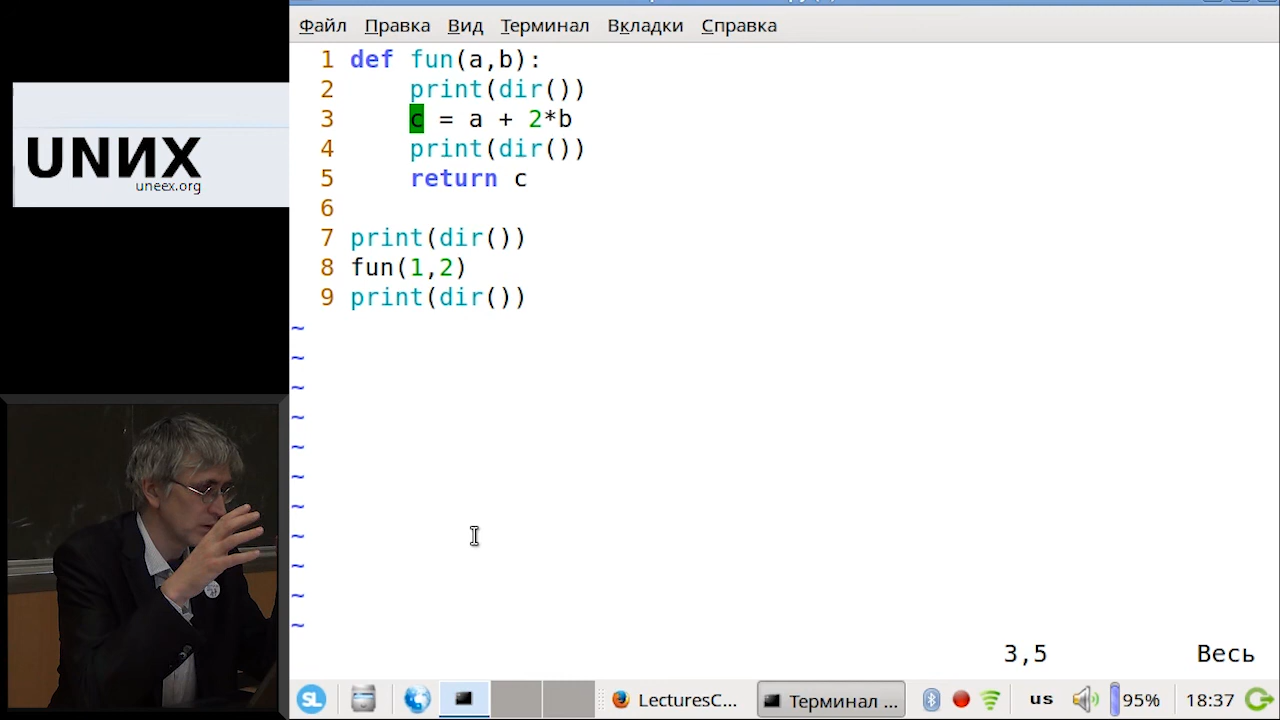 UNИX
uneex.org
Файл Правка Вид Терминал Вкладки Справка
1 def fun(a,b):
2     print(dir())
3     c = a + 2*b
4     print(dir())
5     return c
6
7 print(dir())
8 fun(1,2)
9 print(dir())
~
~
~
~
~
~
~
~
~
~
~
3,5 Весь
SL LecturesC... Терминал ... us 95% 18:37